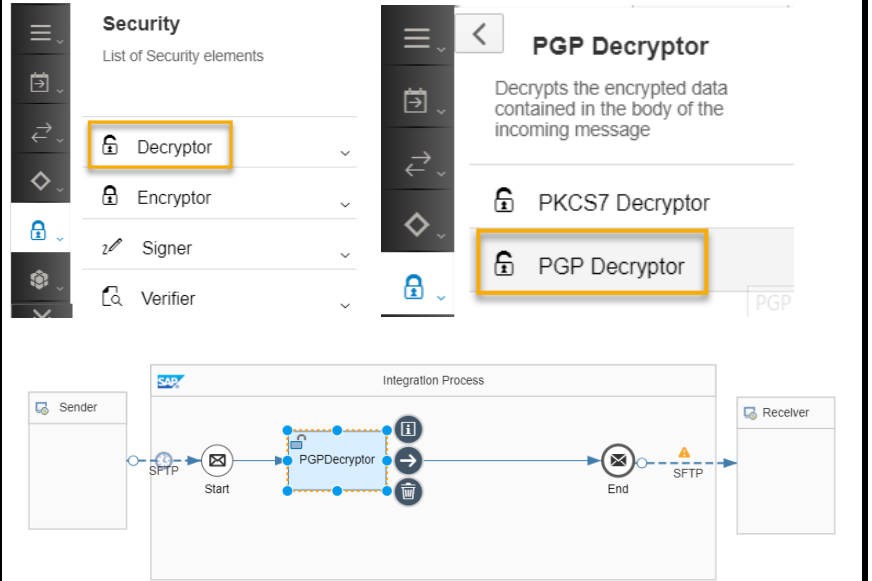 Security
List of Security elements
Decryptor
Encryptor
Signer
Verifier
PGP Decryptor
Decrypts the encrypted data
contained in the body of the
incoming message
PKCS7 Decryptor
PGP Decryptor
PGP
SAP
Integration Process
Sender
Receiver
PGPDecryptor
SFTP
SFTP
Start
End